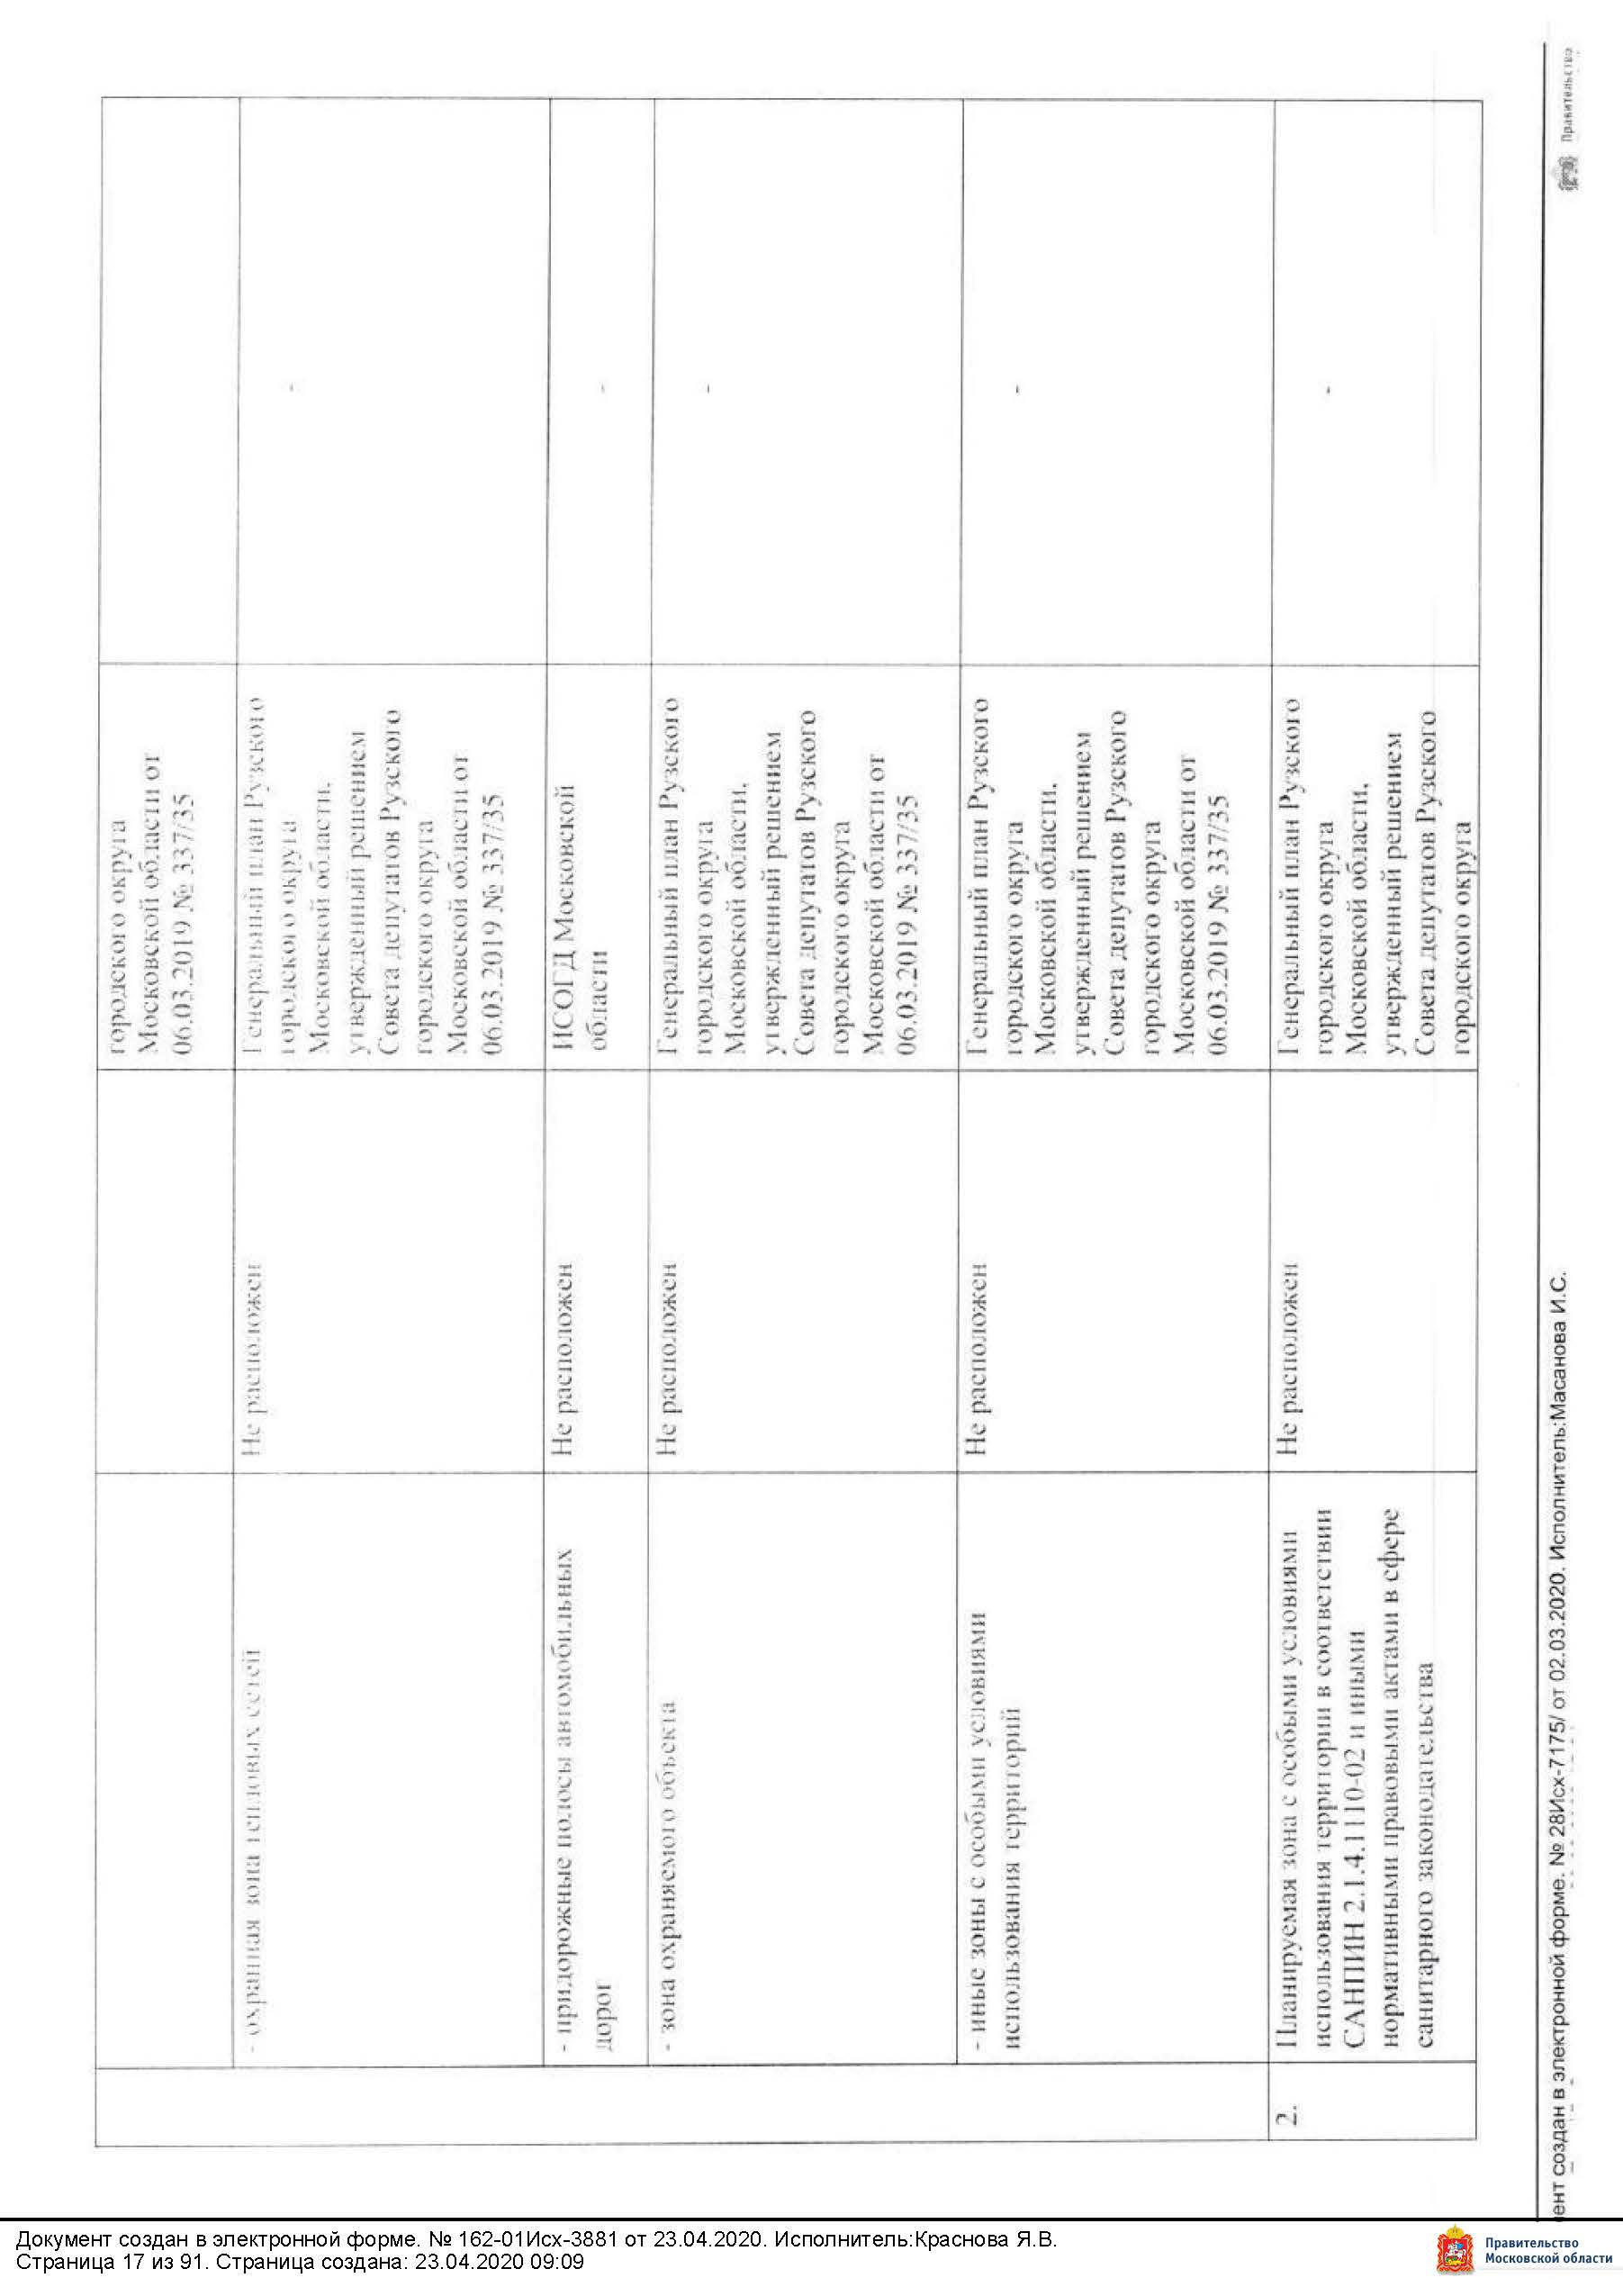 городского округа
Московской области от
06.03.2019 № 337/35
- охранная зона тепловых сетей
Не расположен
Генеральный план Рузского
городского округа
Московской области,
утвержденный решением
Совета депутатов Рузского
городского округа
Московской области от
06.03.2019 № 337/35
-
- придорожные полосы автомобильных
дорог
Не расположен
ИСОГД Московской
области
-
- зона охраняемого объекта
Не расположен
Генеральный план Рузского
городского округа
Московской области,
утвержденный решением
Совета депутатов Рузского
городского округа
Московской области от
06.03.2019 № 337/35
-
- иные зоны с особыми условиями
использования территорий
Не расположен
Генеральный план Рузского
городского округа
Московской области,
утвержденный решением
Совета депутатов Рузского
городского округа
Московской области от
06.03.2019 № 337/35
-
2.
Планируемая зона с особыми условиями
использования территории в соответствии
САНПИН 2.1.4.1110-02 и иными
нормативными правовыми актами в сфере
санитарного законодательства
Не расположен
Генеральный план Рузского
городского округа
Московской области,
утвержденный решением
Совета депутатов Рузского
городского округа
-
ент создан в электронной форме. № 28Исх-7175/ от 02.03.2020. Исполнитель:Масанова И.С.
Правительство
Документ создан в электронной форме. № 162-01Исх-3881 от 23.04.2020. Исполнитель:Краснова Я.В.
Страница 17 из 91. Страница создана: 23.04.2020 09:09
Правительство
Московской области